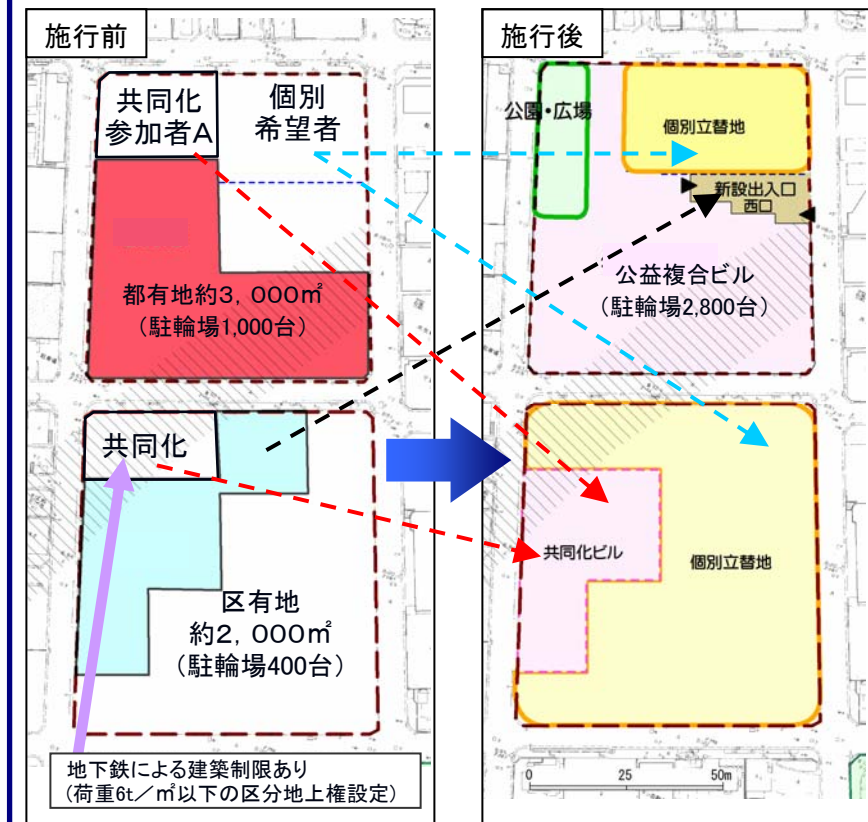 施行前
共同化
参加者A
個別
希望者
都有地約3,000㎡
(駐輪場1,000台)
共同化
区有地
約2,000㎡
(駐輪場400台)
地下鉄による建築制限あり
(荷重6t/㎡以下の区分地上権設定)
施行後
公園・広場
個別立替地
新設出入口
西口
公益複合ビル
(駐輪場2,800台)
共同化ビル
個別立替地
0 25 50m